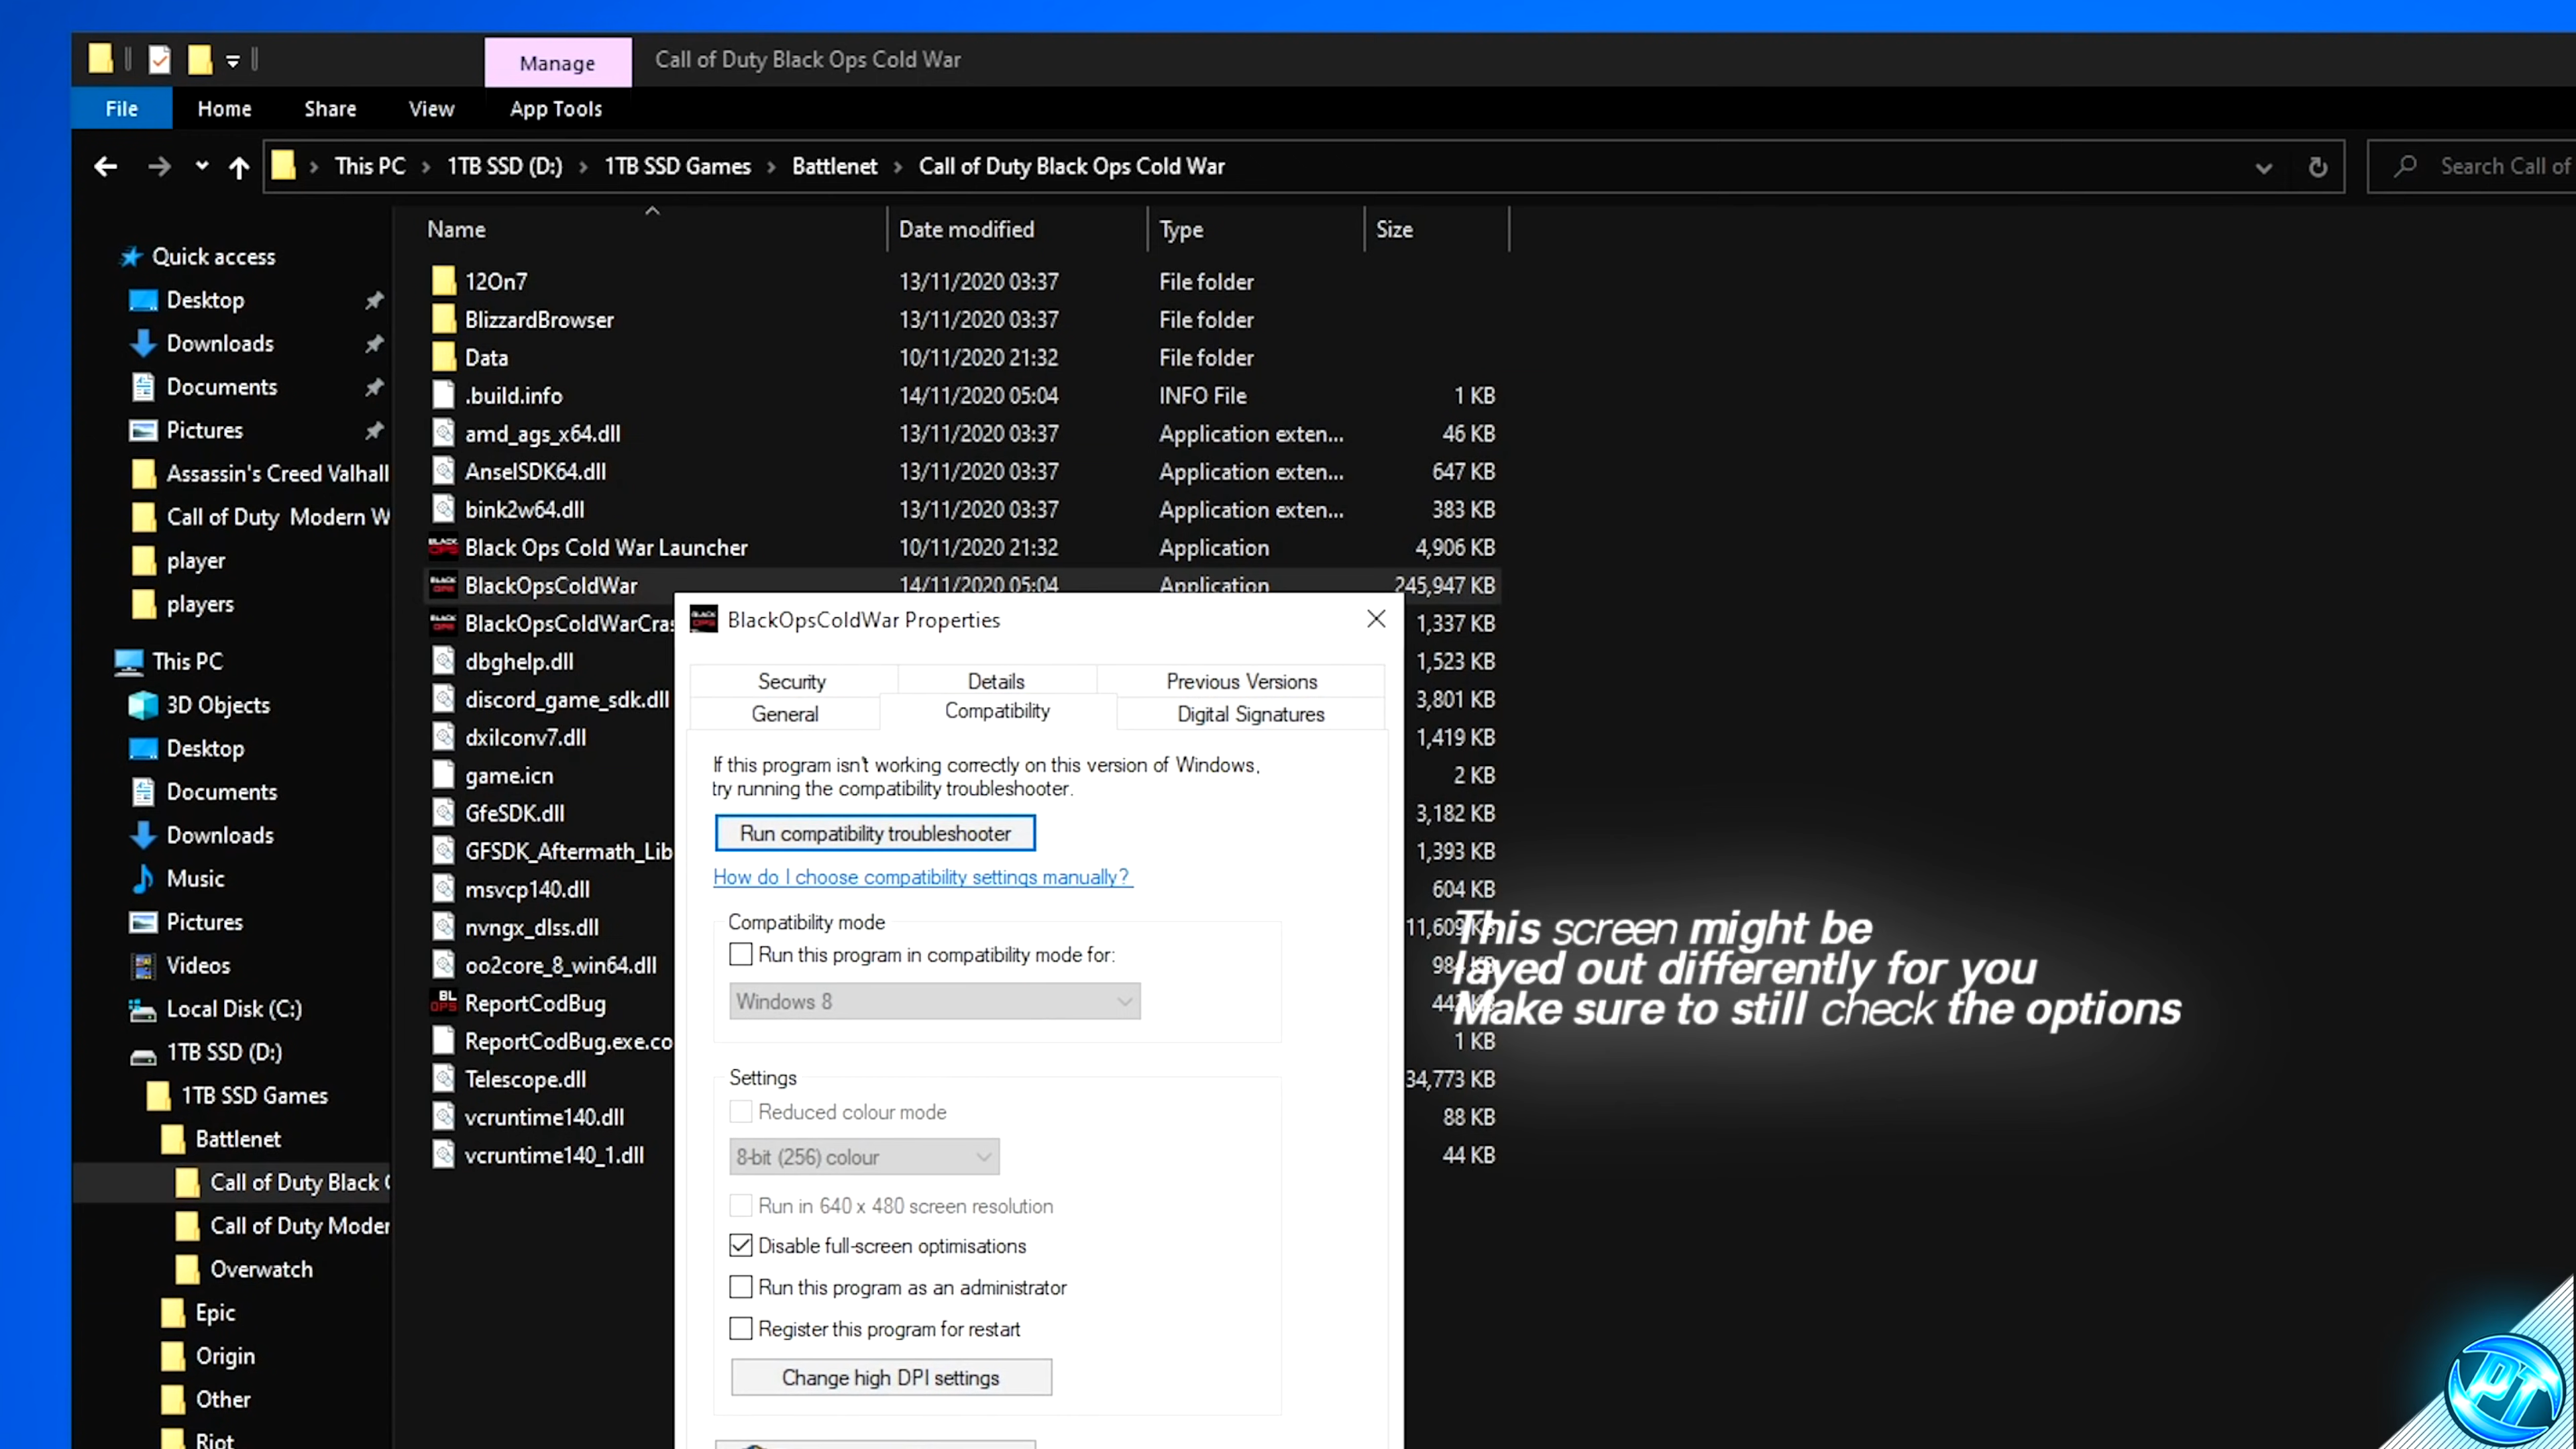 Manage
Call of Duty Black Ops Cold War
File
Home
Share
View
App Tools
This PC
1TB SSD (D:)
1TB SSD Games
Battlenet
Call of Duty Black Ops Cold War
Search Call of
Name
Date modified
Type
Size
Quick access
Desktop
Downloads
Documents
Pictures
Assassin's Creed Valhall
Call of Duty Modern W
player
players
This PC
3D Objects
Desktop
Documents
Downloads
Music
Pictures
Videos
Local Disk (C:)
1TB SSD (D:)
1TB SSD Games
Battlenet
Call of Duty Black
Call of Duty Moder
Overwatch
Epic
Origin
Other
Riot
12On7 13/11/2020 03:37 File folder
BlizzardBrowser 13/11/2020 03:37 File folder
Data 10/11/2020 21:32 File folder
.build.info 14/11/2020 05:04 INFO File 1 KB
amd_ags_x64.dll 13/11/2020 03:37 Application exten... 46 KB
AnselSDK64.dll 13/11/2020 03:37 Application exten... 647 KB
bink2w64.dll 13/11/2020 03:37 Application exten... 383 KB
Black Ops Cold War Launcher 10/11/2020 21:32 Application 4,906 KB
BlackOpsColdWar 14/11/2020 05:04 Application 245,947 KB
BlackOpsColdWarCras 1,337 KB
dbghelp.dll 1,523 KB
discord_game_sdk.dll 3,801 KB
dxilconv7.dll 1,419 KB
game.icn 2 KB
GfeSDK.dll 3,182 KB
GFSDK_Aftermath_Lib 1,393 KB
msvcp140.dll 604 KB
nvngx_dlss.dll 11,609
oo2core_8_win64.dll
ReportCodBug
ReportCodBug.exe.co 1 KB
Telescope.dll 34,773 KB
vcruntime140.dll 88 KB
vcruntime140_1.dll 44 KB
BlackOpsColdWar Properties
Security
Details
Previous Versions
General
Compatibility
Digital Signatures
If this program isn't working correctly on this version of Windows,
try running the compatibility troubleshooter.
Run compatibility troubleshooter
How do I choose compatibility settings manually?
Compatibility mode
Run this program in compatibility mode for:
Windows 8
Settings
Reduced colour mode
8-bit (256) colour
Run in 640 x 480 screen resolution
Disable full-screen optimisations
Run this program as an administrator
Register this program for restart
Change high DPI settings
This screen might be
layed out differently for you
Make sure to still check the options
PT